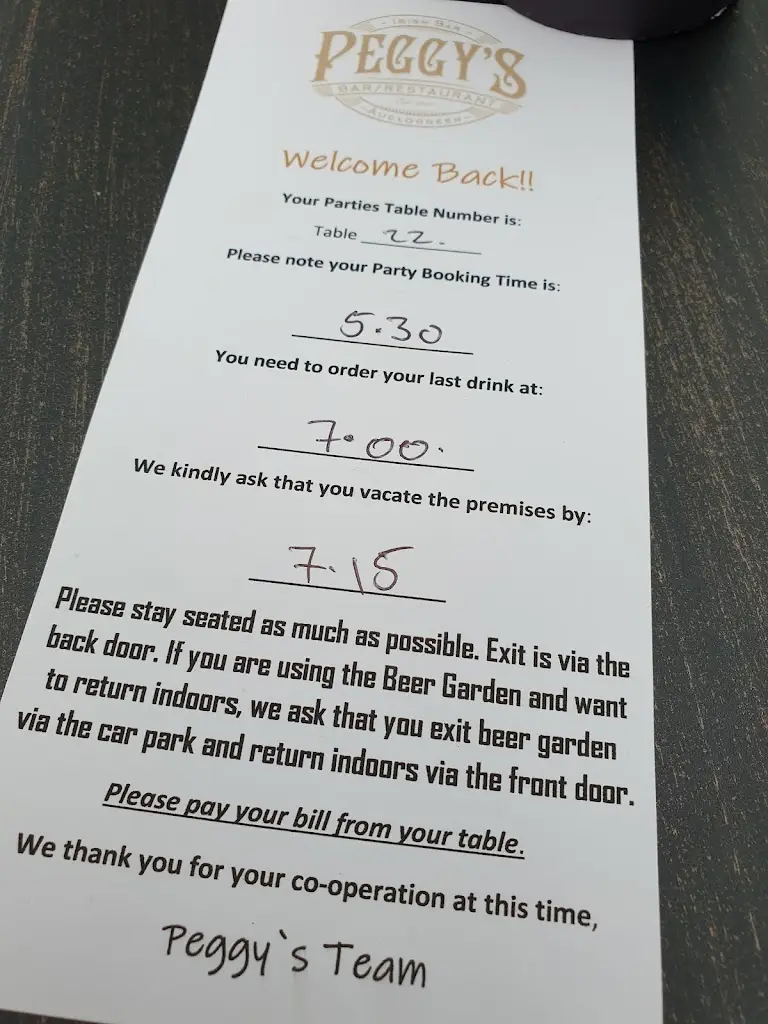 IRISH BAR
PEGGY'S
BAR/RESTAURANT
Welcome Back!!
Your Parties Table Number is:
Table 22.
Please note your Party Booking Time is:
5.30
You need to order your last drink at:
7.00.
We kindly ask that you vacate the premises by:
7.15
Please stay seated as much as possible. Exit is via the
back door. If you are using the Beer Garden and want
to return indoors, we ask that you exit beer garden
via the car park and return indoors via the front door.
Please pay your bill from your table.
We thank you for your co-operation at this time,
Peggy`s Team